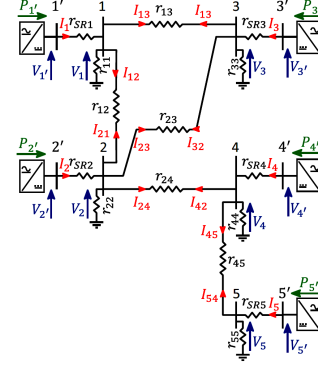 P1' 1' 1 3 3' P3
I1 rSR1 I13 r13 I13 rSR3 I3
V1' V1 r11 I12 r33 V3 V3'
r12
P2' 2' 2 I21 r23 4 4' P4'
I2 rSR2 I23 I32 rSR4 I4
r24
V2' V2 r22 I24 I42 r44 V4 V4'
I45
r45
I54 5 5' P5'
rSR5 I5
r55 V5 V5'